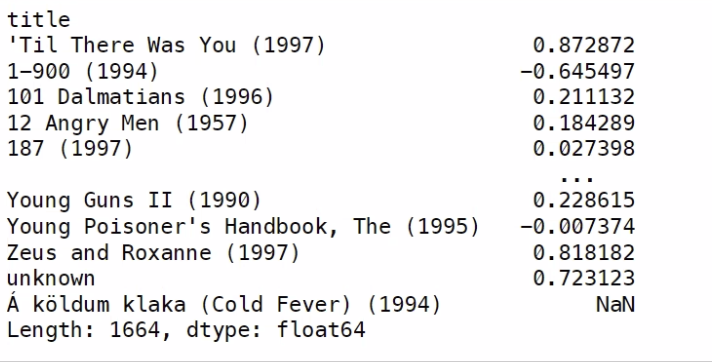 title
'Til There Was You (1997) 0.872872
1-900 (1994) -0.645497
101 Dalmatians (1996) 0.211132
12 Angry Men (1957) 0.184289
187 (1997) 0.027398
...
Young Guns II (1990) 0.228615
Young Poisoner's Handbook, The (1995) -0.007374
Zeus and Roxanne (1997) 0.818182
unknown 0.723123
Á köldum klaka (Cold Fever) (1994) NaN
Length: 1664, dtype: float64